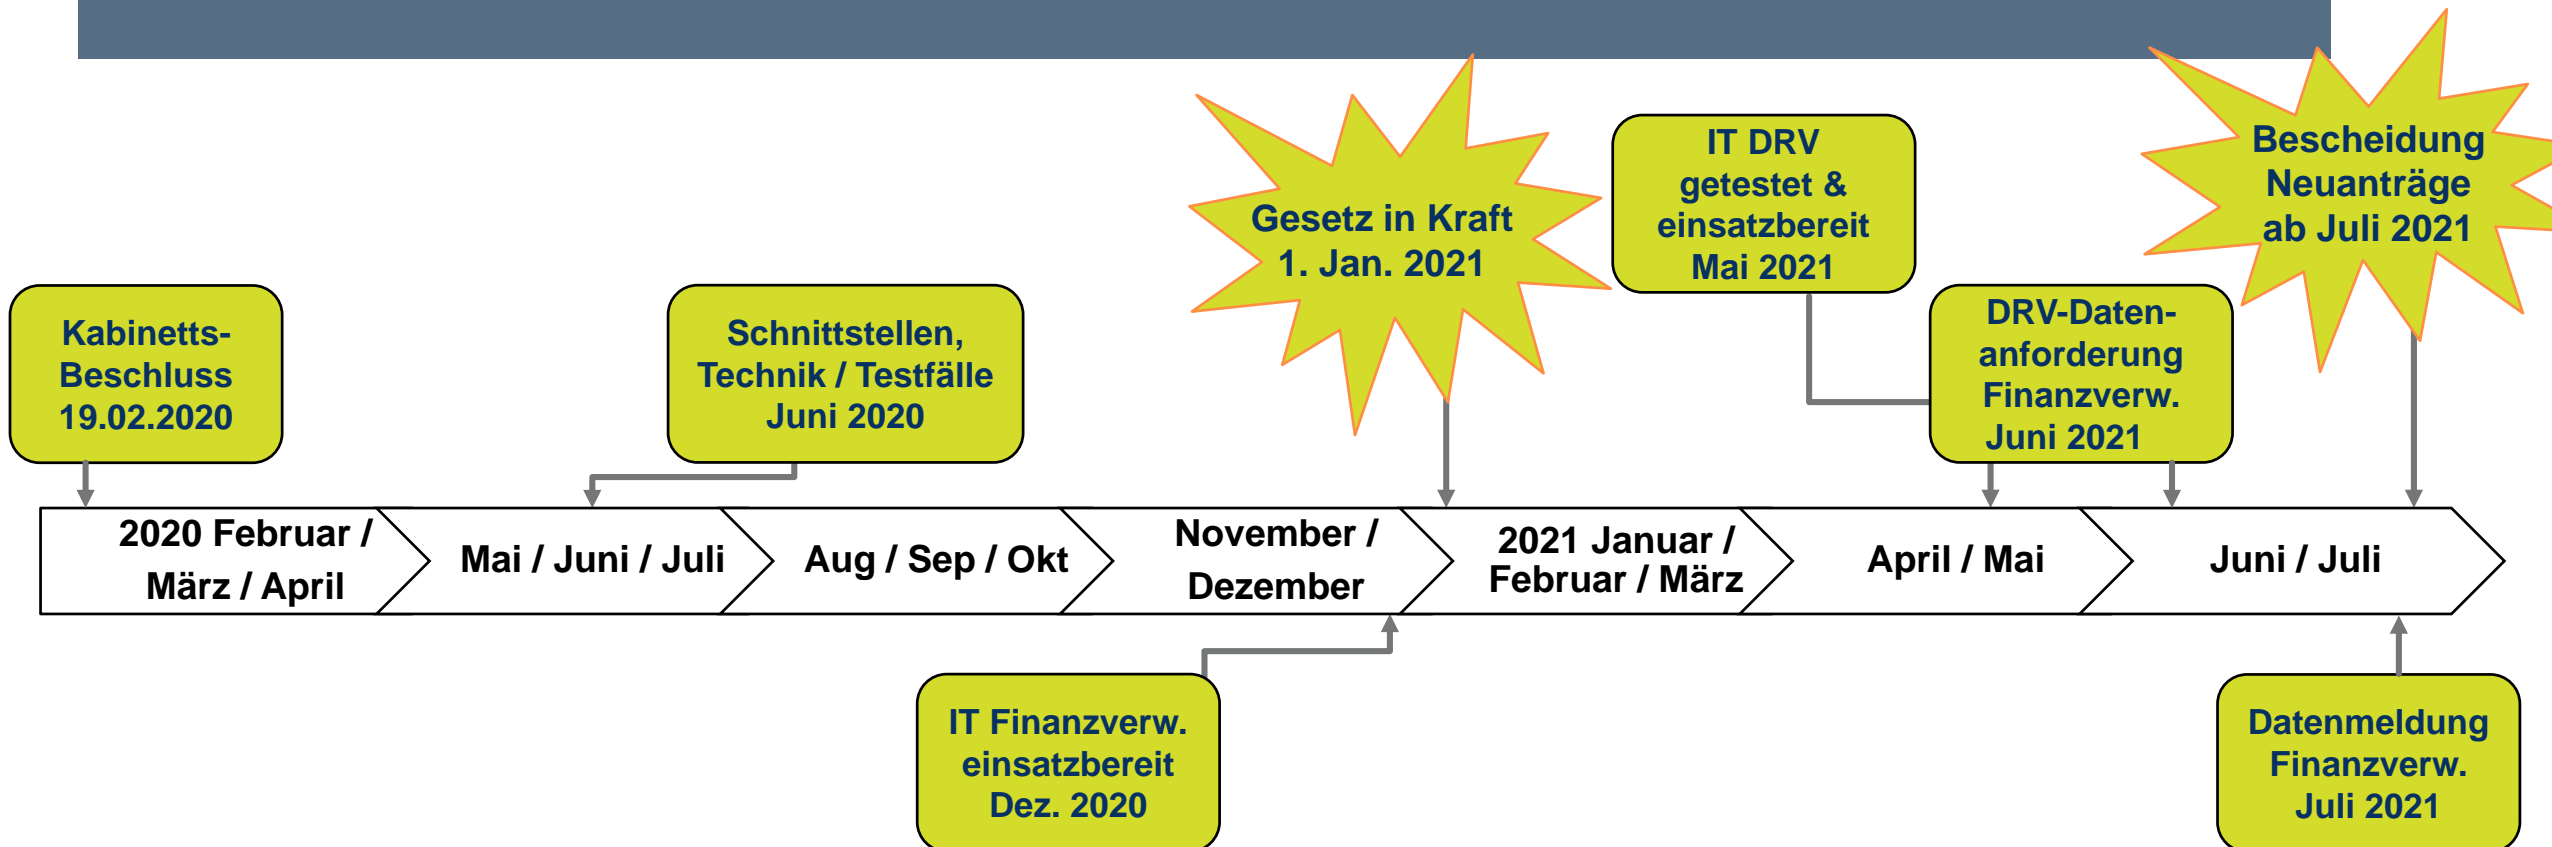 Kabinetts-
Beschluss
19.02.2020
Schnittstellen,
Technik / Testfälle
Juni 2020
Gesetz in Kraft
1. Jan. 2021
IT DRV
getestet &
einsatzbereit
Mai 2021
DRV-Daten-
anforderung
Finanzverw.
Juni 2021
Bescheidung
Neuanträge
ab Juli 2021
2020 Februar /
März / April
Mai / Juni / Juli
Aug / Sep / Okt
November /
Dezember
2021 Januar /
Februar / März
April / Mai
Juni / Juli
IT Finanzverw.
einsatzbereit
Dez. 2020
Datenmeldung
Finanzverw.
Juli 2021